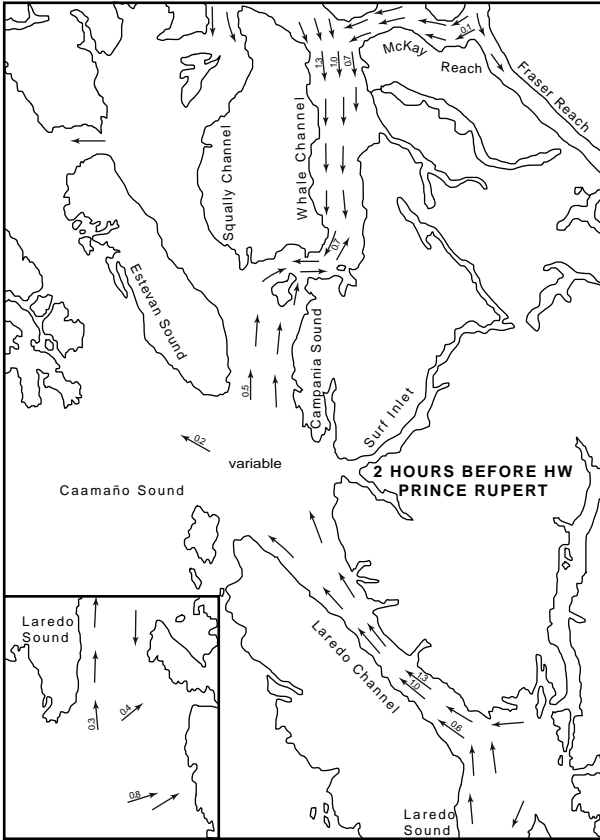 0.1
McKay
Reach
Fraser Reach
1.3
1.0
0.7
Squally Channel
Whale Channel
0.7
Estevan Sound
Campania Sound
0.5
Surf Inlet
0.2
variable
2 HOURS BEFORE HW
PRINCE RUPERT
Caamaño Sound
Laredo
Sound
0.3
0.4
0.8
Laredo Channel
1.3
1.0
0.6
Laredo
Sound